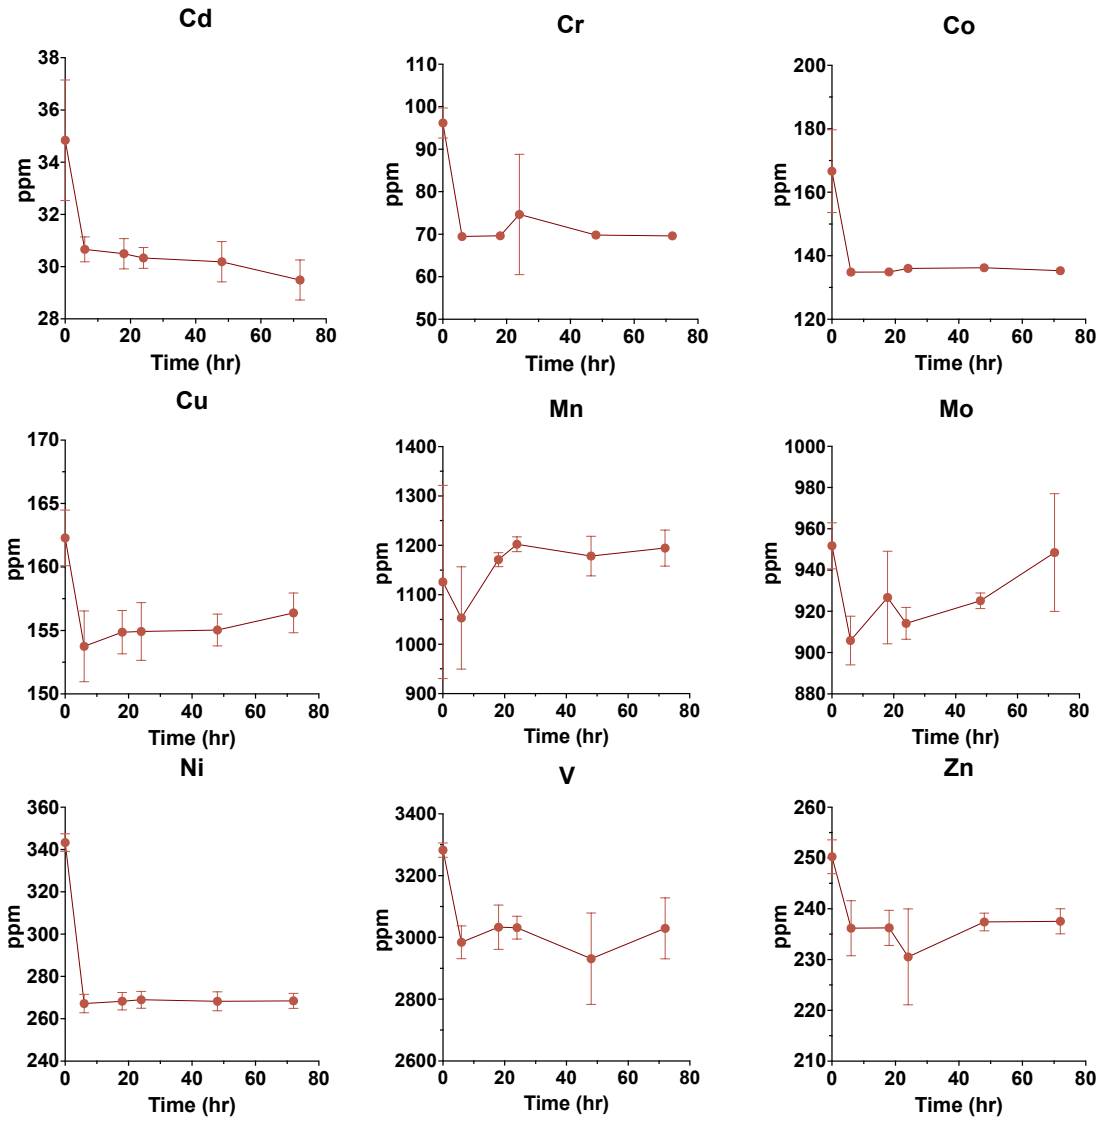 Cd
38
36
34
32
30
28
ppm
0 20 40 60 80
Time (hr)
Cr
110
100
90
80
70
60
50
ppm
0 20 40 60 80
Time (hr)
Co
200
180
160
140
120
ppm
0 20 40 60 80
Time (hr)
Cu
170
165
160
155
150
ppm
0 20 40 60 80
Time (hr)
Mn
1400
1300
1200
1100
1000
900
ppm
0 20 40 60 80
Time (hr)
Mo
1000
980
960
940
920
900
880
ppm
0 20 40 60 80
Time (hr)
Ni
360
340
320
300
280
260
240
ppm
0 20 40 60 80
Time (hr)
V
3400
3200
3000
2800
2600
ppm
0 20 40 60 80
Time (hr)
Zn
260
250
240
230
220
210
ppm
0 20 40 60 80
Time (hr)